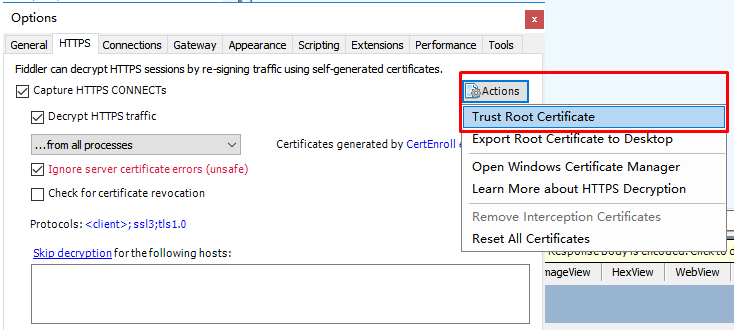 Options
General HTTPS Connections Gateway Appearance Scripting Extensions Performance Tools
Fiddler can decrypt HTTPS sessions by re-signing traffic using self-generated certificates.
Capture HTTPS CONNECTs
Actions
Decrypt HTTPS traffic
Trust Root Certificate
...from all processes
Certificates generated by CertEnroll
Export Root Certificate to Desktop
Ignore server certificate errors (unsafe)
Open Windows Certificate Manager
Check for certificate revocation
Learn More about HTTPS Decryption
Protocols: <client>;ssl3;tls1.0
Remove Interception Certificates
Reset All Certificates
Skip decryption for the following hosts:
Response body is encoded. Click to d
mageView HexView WebView